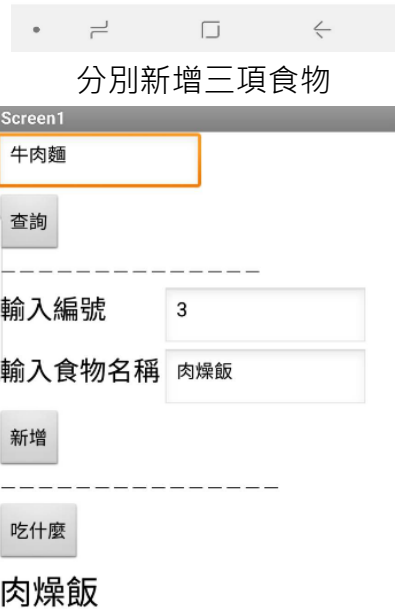 分別新增三項食物
Screen1
牛肉麵
查詢
_ _ _ _ _ _ _ _ _ _ _ _ _ _
輸入編號 3
輸入食物名稱 肉燥飯
新增
_ _ _ _ _ _ _ _ _ _ _ _ _ _ _
吃什麼
肉燥飯